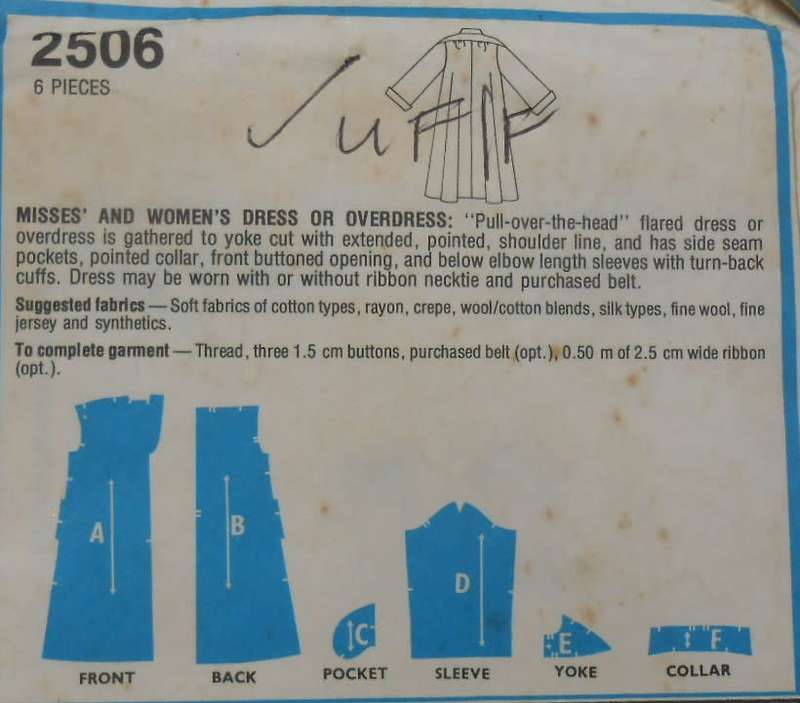 2506
6 PIECES
MISSES' AND WOMEN'S DRESS OR OVERDRESS: "Pull-over-the-head" flared dress or
overdress is gathered to yoke cut with extended, pointed, shoulder line, and has side seam
pockets, pointed collar, front buttoned opening, and below elbow length sleeves with turn-back
cuffs. Dress may be worn with or without ribbon necktie and purchased belt.
Suggested fabrics — Soft fabrics of cotton types, rayon, crepe, wool/cotton blends, silk types, fine wool, fine
jersey and synthetics.
To complete garment — Thread, three 1.5 cm buttons, purchased belt (opt.), 0.50 m of 2.5 cm wide ribbon
(opt.).
A B C D E F
FRONT BACK POCKET SLEEVE YOKE COLLAR